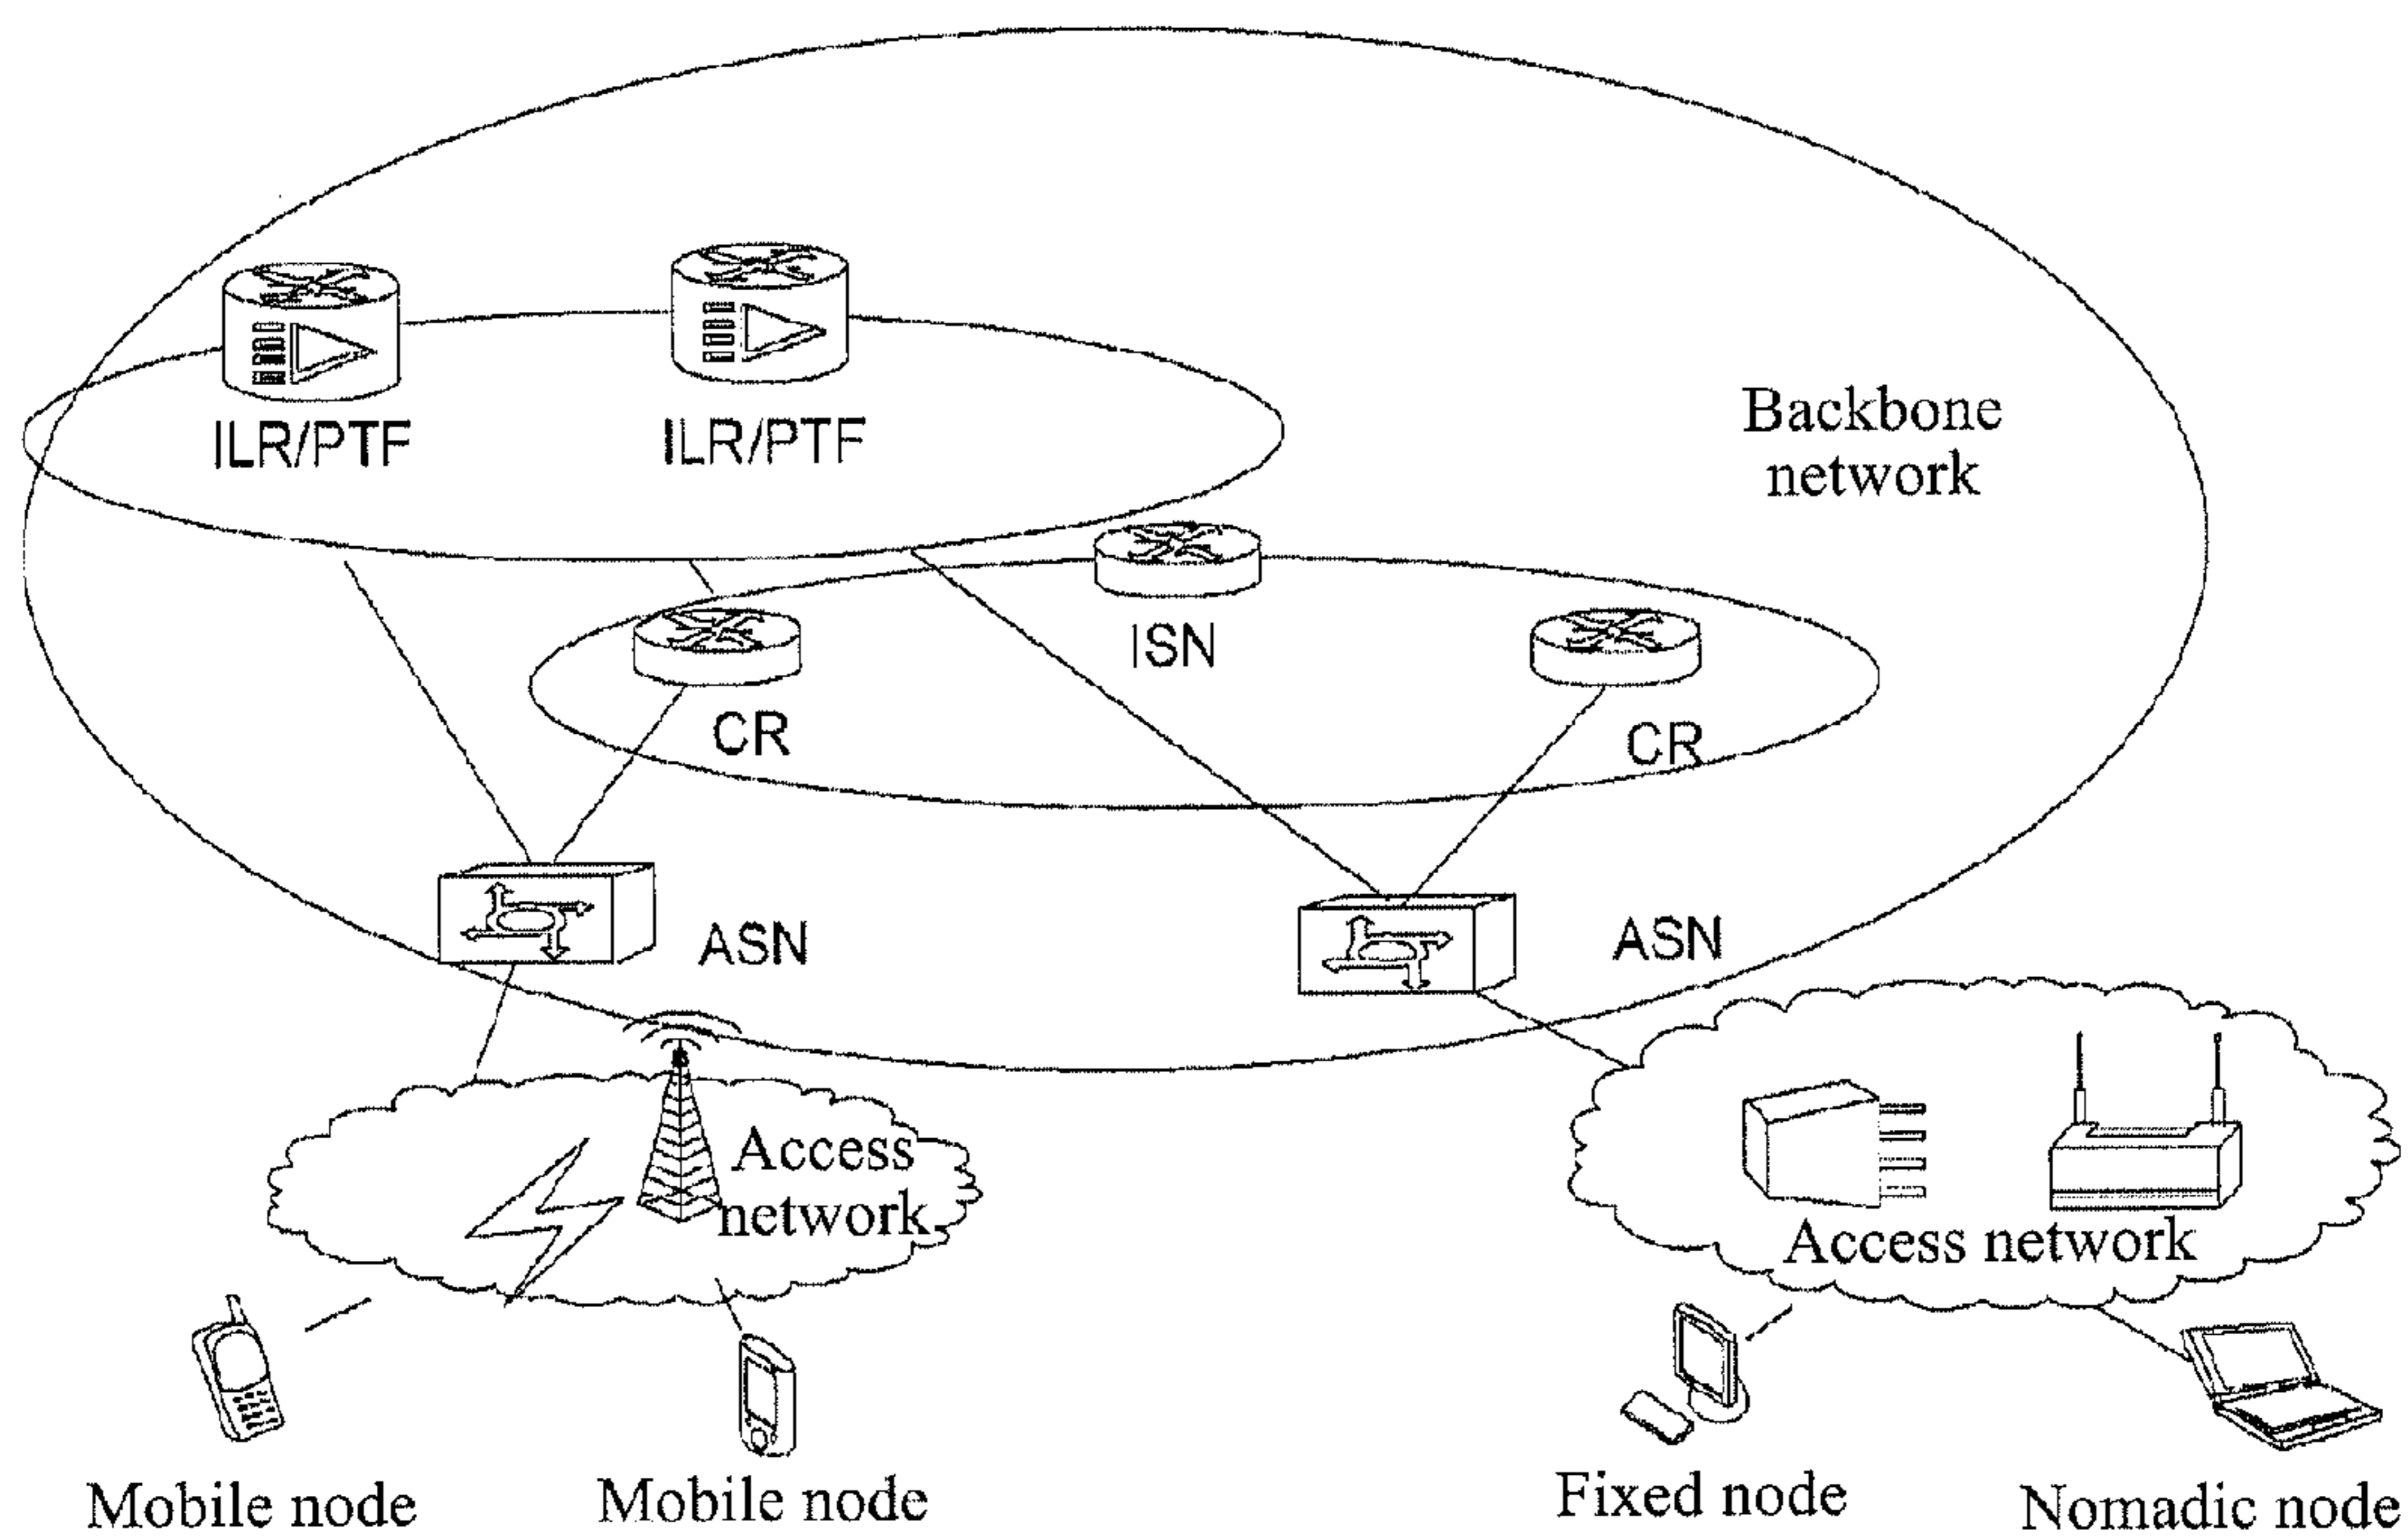 ILR/PTF
ILR/PTF
Backbone
network
ISN
CR
CR
ASN
ASN
Access
network
Access network
Mobile node
Mobile node
Fixed node
Nomadic node